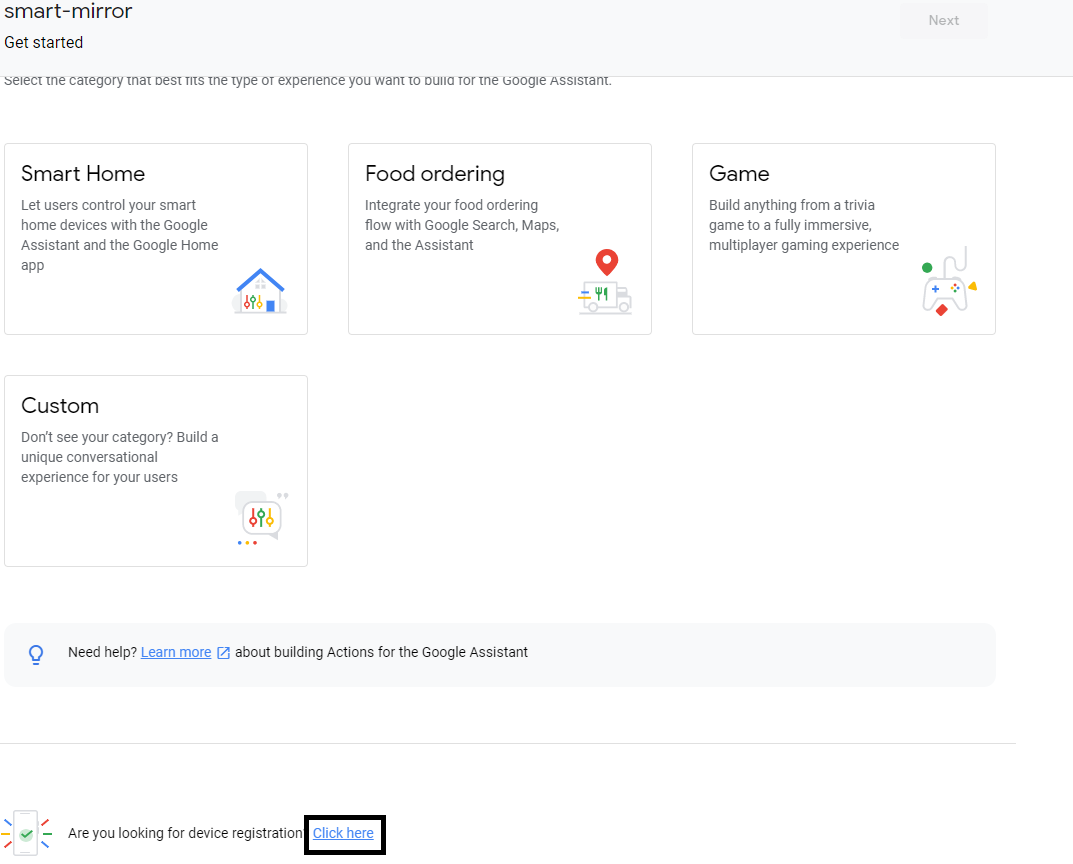 smart-mirror
Next
Get started
Select the category that best fits the type of experience you want to build for the Google Assistant.
Smart Home
Let users control your smart
home devices with the Google
Assistant and the Google Home
app
Food ordering
Integrate your food ordering
flow with Google Search, Maps,
and the Assistant
Game
Build anything from a trivia
game to a fully immersive,
multiplayer gaming experience
Custom
Don’t see your category? Build a
unique conversational
experience for your users
Need help? Learn more about building Actions for the Google Assistant
Are you looking for device registration Click here